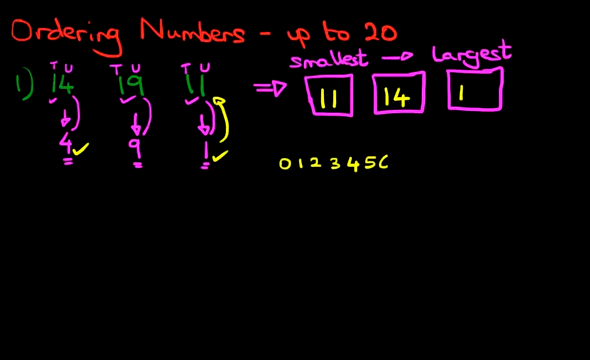 Ordering Numbers - up to 20
smallest → largest
T U T U T U
1) 14 19 11 ⇒ 11 14 1
4 9 1
0 1 2 3 4 5